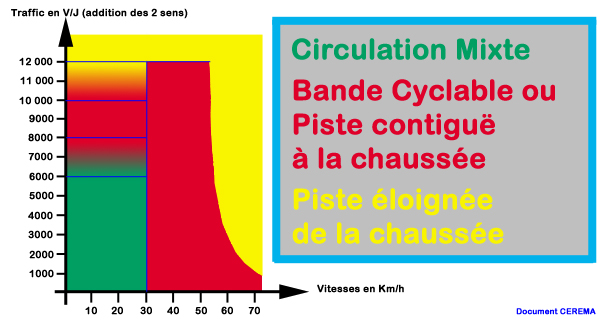 Traffic en V/J (addition des 2 sens)
12 000
11 000
10 000
9000
8000
7000
6000
5000
4000
3000
2000
1000
10 20 30 40 50 60 70
Vitesses en Km/h
Circulation Mixte
Bande Cyclable ou
Piste contiguë
à la chaussée
Piste éloignée
de la chaussée
Document CEREMA